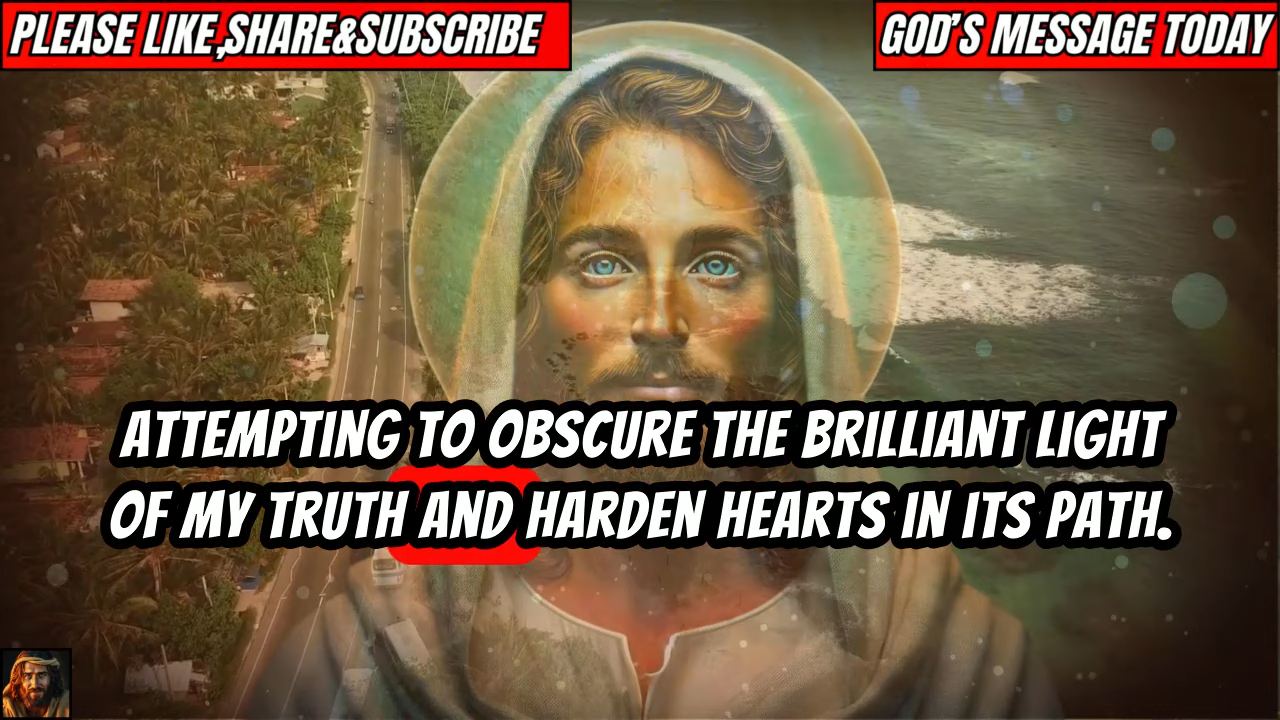 PLEASE LIKE,SHARE&SUBSCRIBE
GOD'S MESSAGE TODAY
ATTEMPTING TO OBSCURE THE BRILLIANT LIGHT
OF MY TRUTH AND HARDEN HEARTS IN ITS PATH.